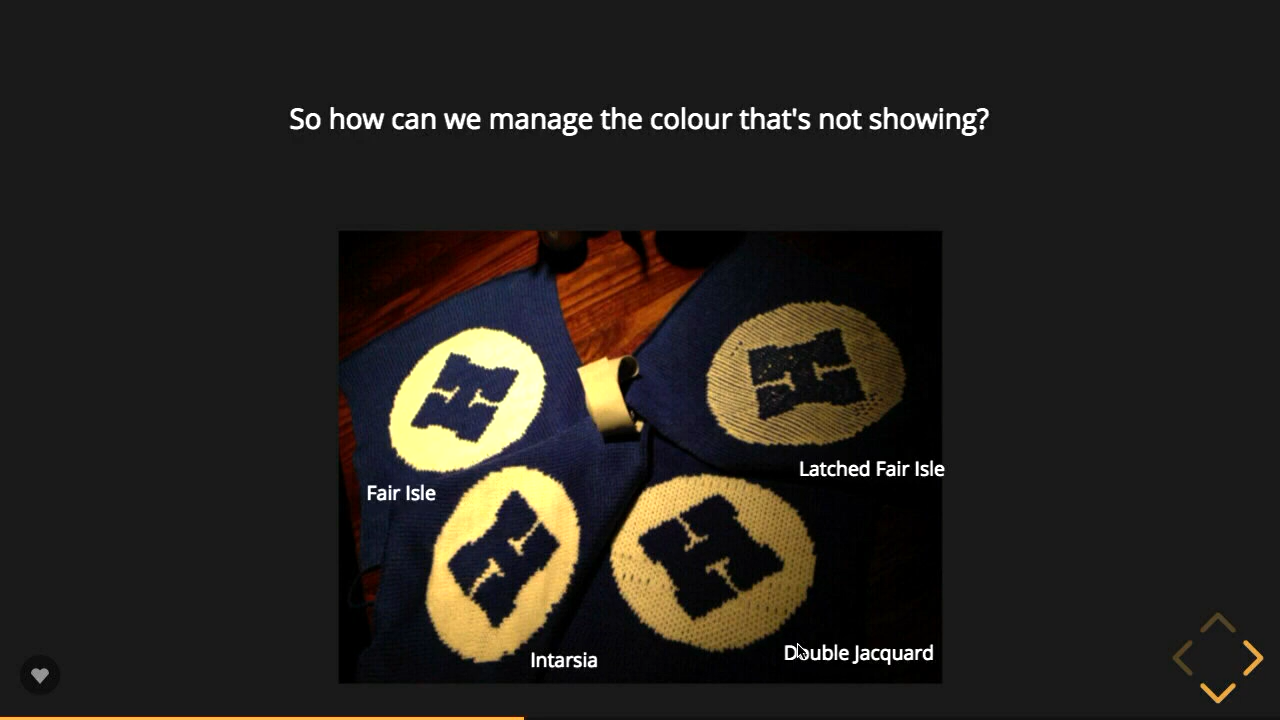 So how can we manage the colour that's not showing?
Latched Fair Isle
Fair Isle
Double Jacquard
Intarsia